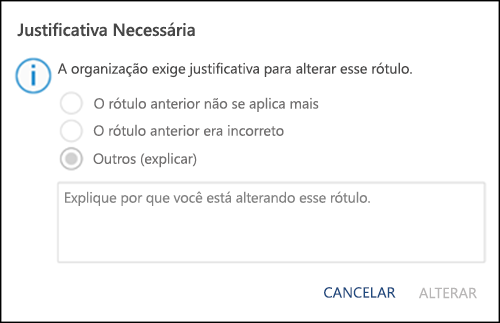 Justificativa Necessária
A organização exige justificativa para alterar esse rótulo.
O rótulo anterior não se aplica mais
O rótulo anterior era incorreto
Outros (explicar)
Explique por que você está alterando esse rótulo.
CANCELAR ALTERAR